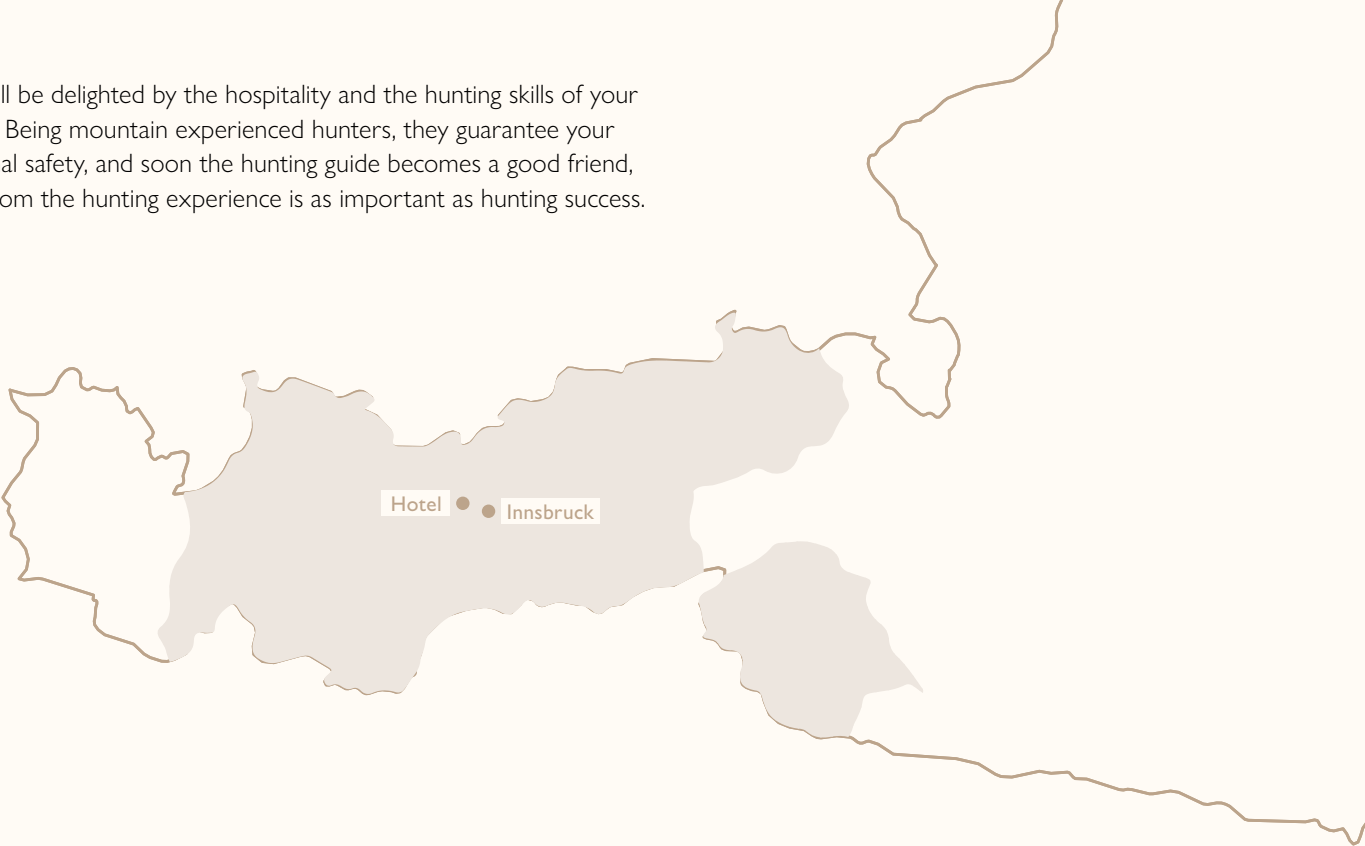 ll be delighted by the hospitality and the hunting skills of your
Being mountain experienced hunters, they guarantee your
al safety, and soon the hunting guide becomes a good friend,
om the hunting experience is as important as hunting success.
Hotel
Innsbruck